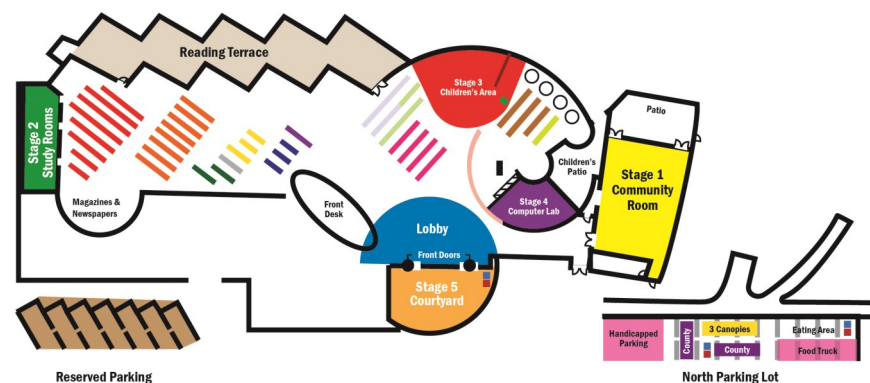 Reading Terrace
Stage 3
Children's Area
Patio
Stage 2
Study Rooms
Children's
Patio
Stage 1
Community
Room
Magazines &
Newspapers
Front
Desk
Stage 4
Computer Lab
Lobby
Front Doors
Stage 5
Courtyard
Handicapped
Parking
County
3 Canopies
Eating Area
County
Food Truck
Reserved Parking
North Parking Lot